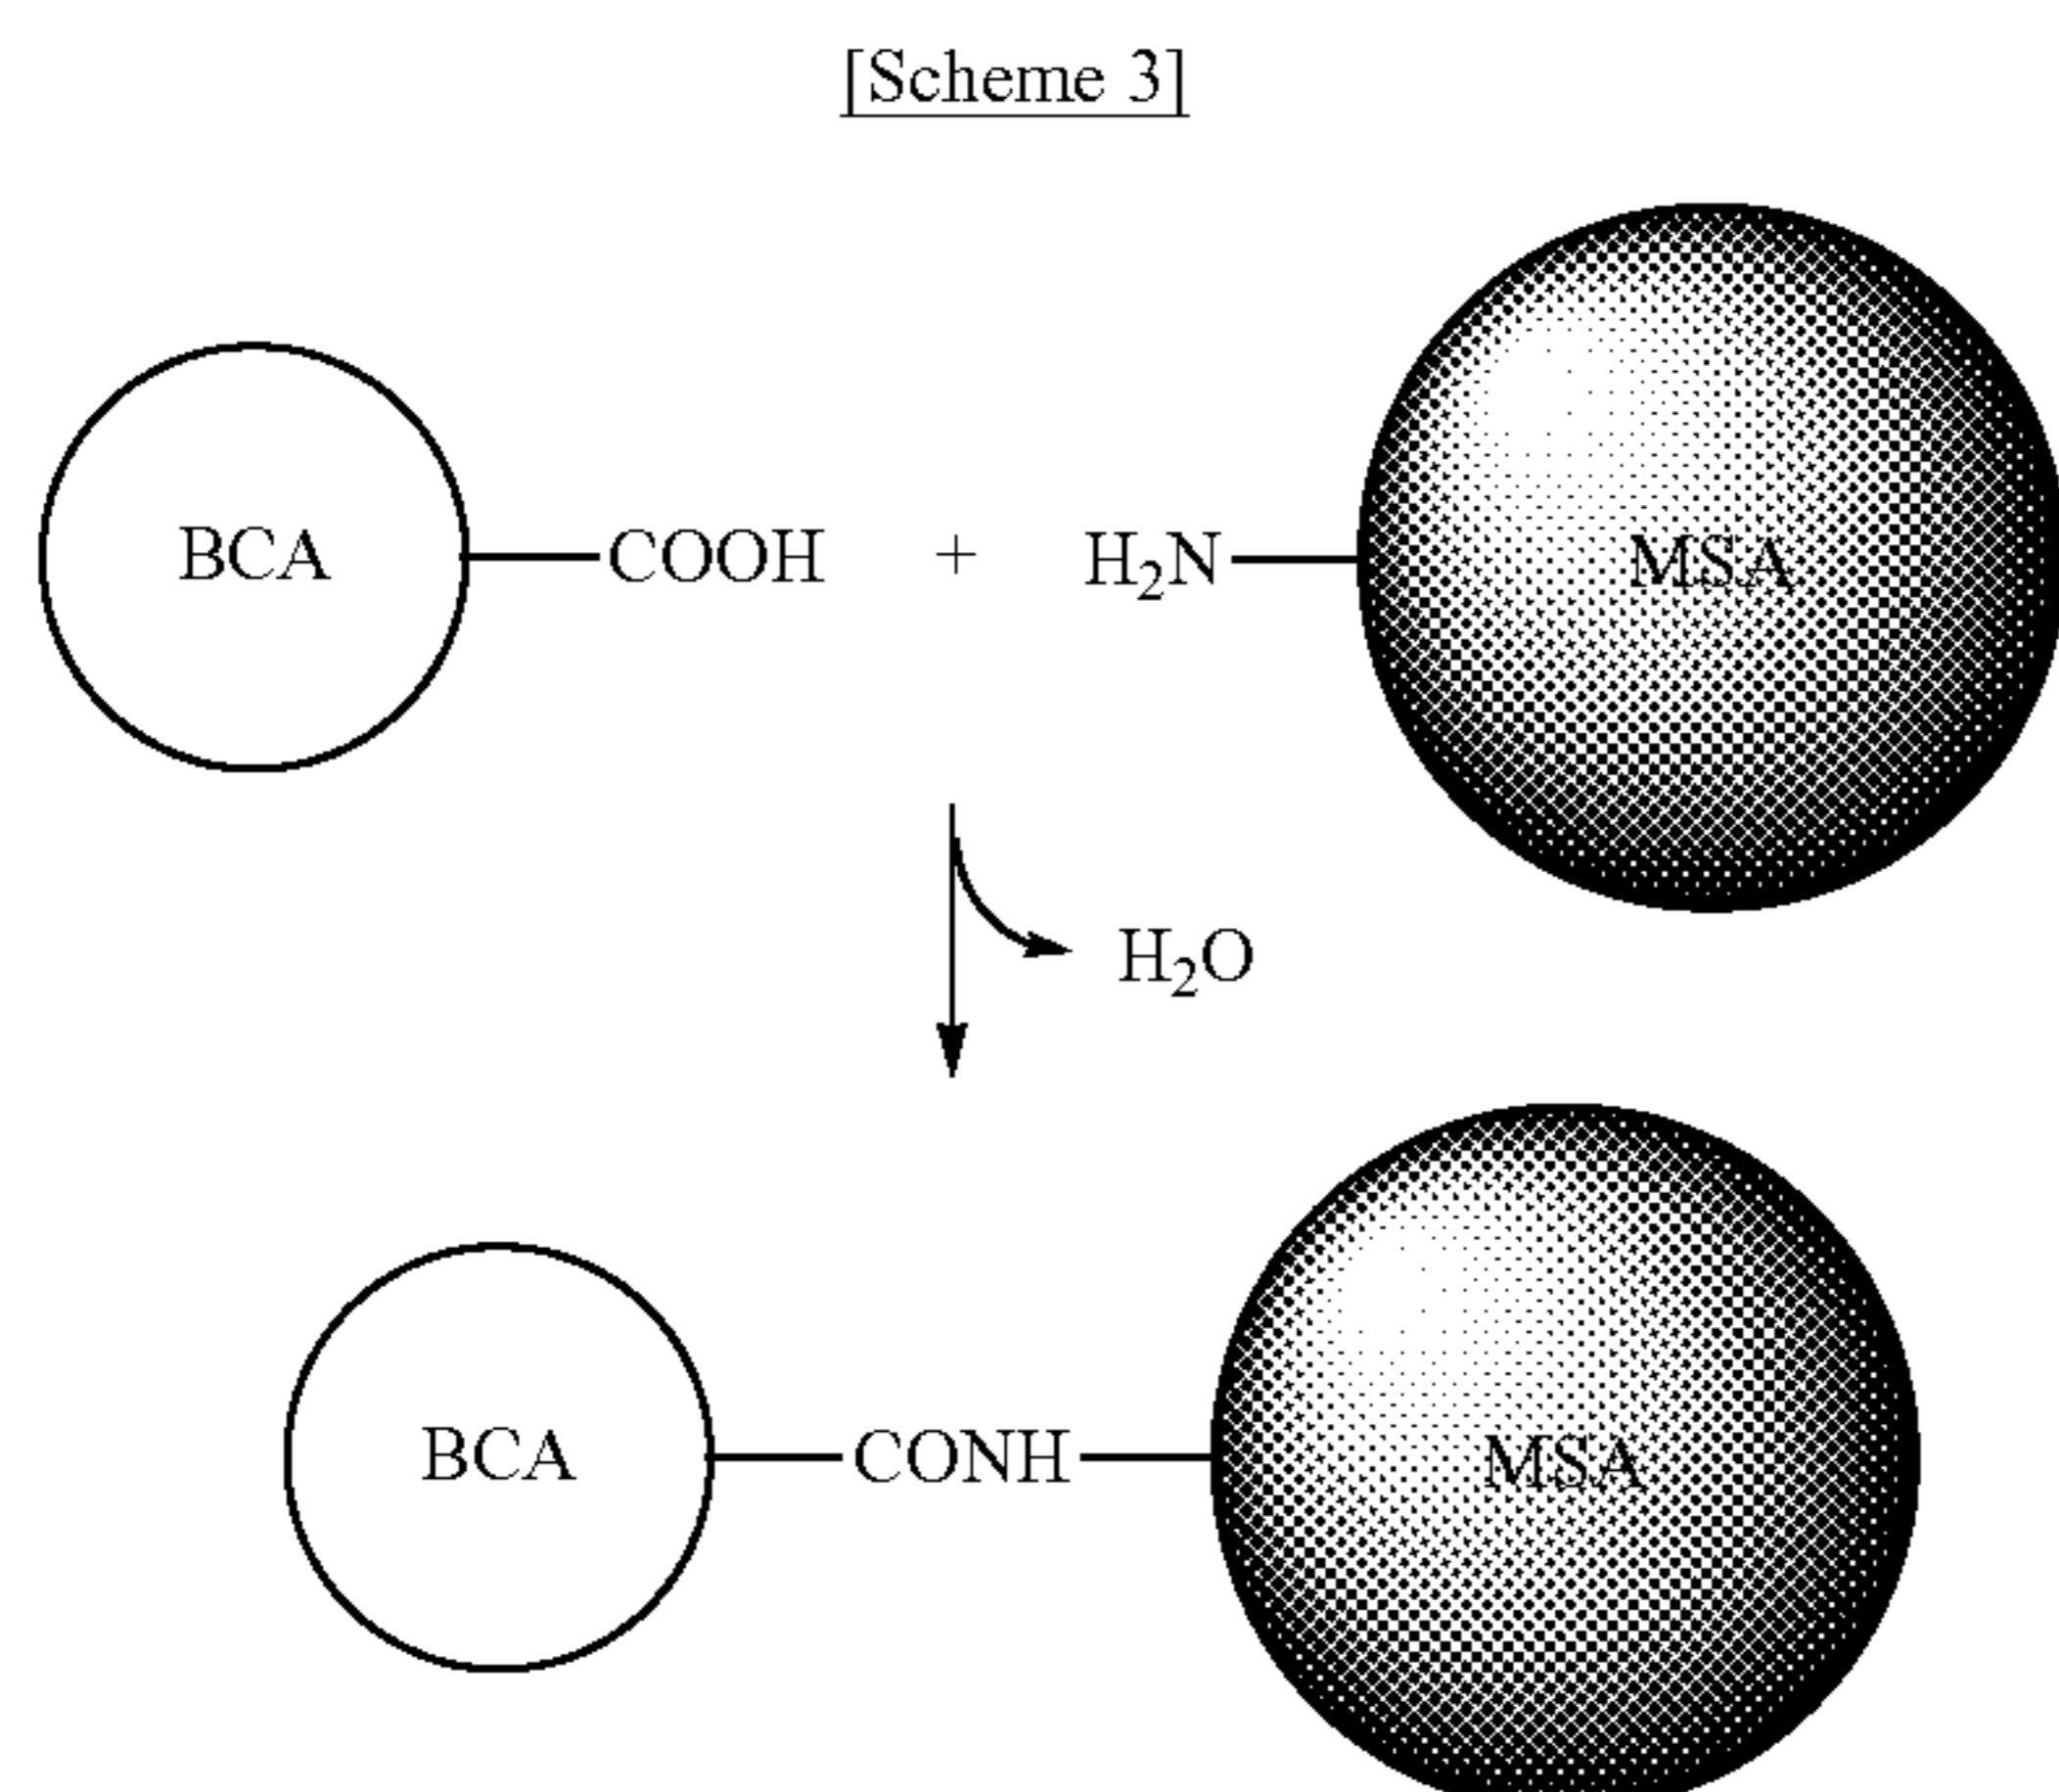 [Scheme 3]
BCA COOH + H₂N MSA
H₂O
BCA CONH MSA